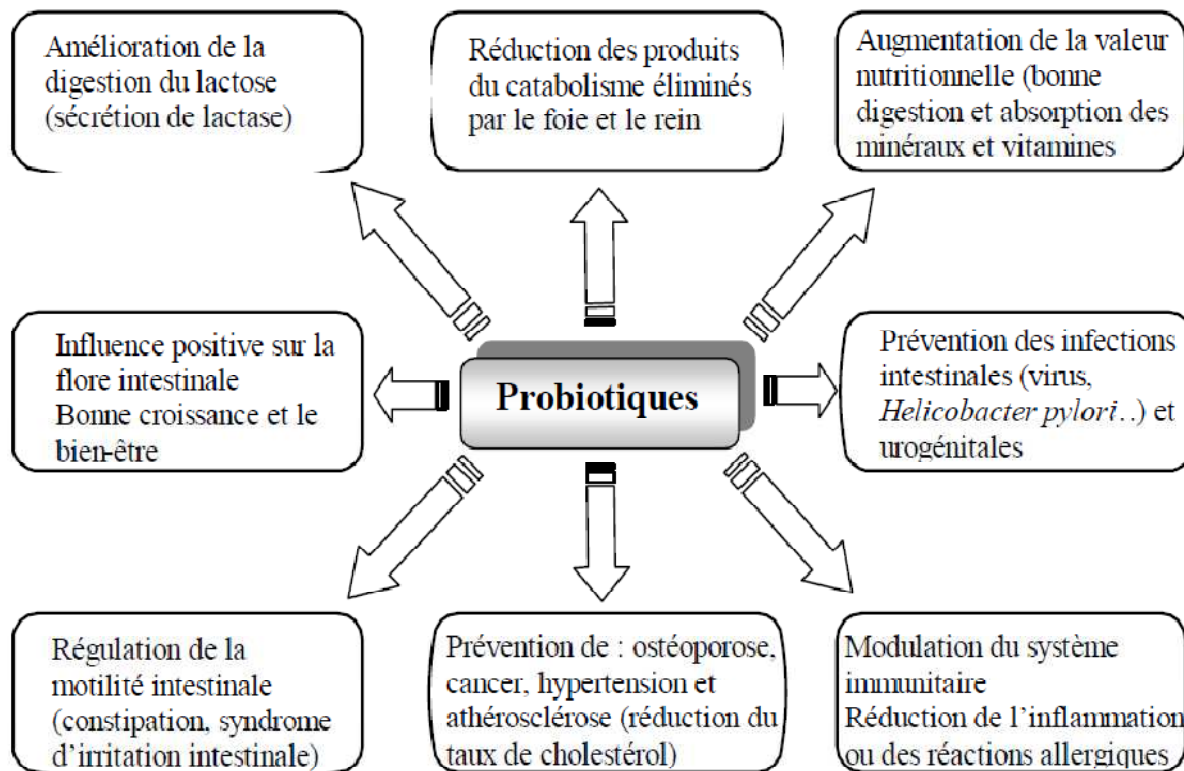 Amélioration de la
digestion du lactose
(sécrétion de lactase)
Réduction des produits
du catabolisme éliminés
par le foie et le rein
Augmentation de la valeur
nutritionnelle (bonne
digestion et absorption des
minéraux et vitamines
Influence positive sur la
flore intestinale
Bonne croissance et le
bien-être
Probiotiques
Prévention des infections
intestinales (virus,
Helicobacter pylori..) et
urogénitales
Régulation de la
motilité intestinale
(constipation, syndrome
d’irritation intestinale)
Prévention de : ostéoporose,
cancer, hypertension et
athérosclérose (réduction du
taux de cholestérol)
Modulation du système
immunitaire
Réduction de l’inflammation
ou des réactions allergiques